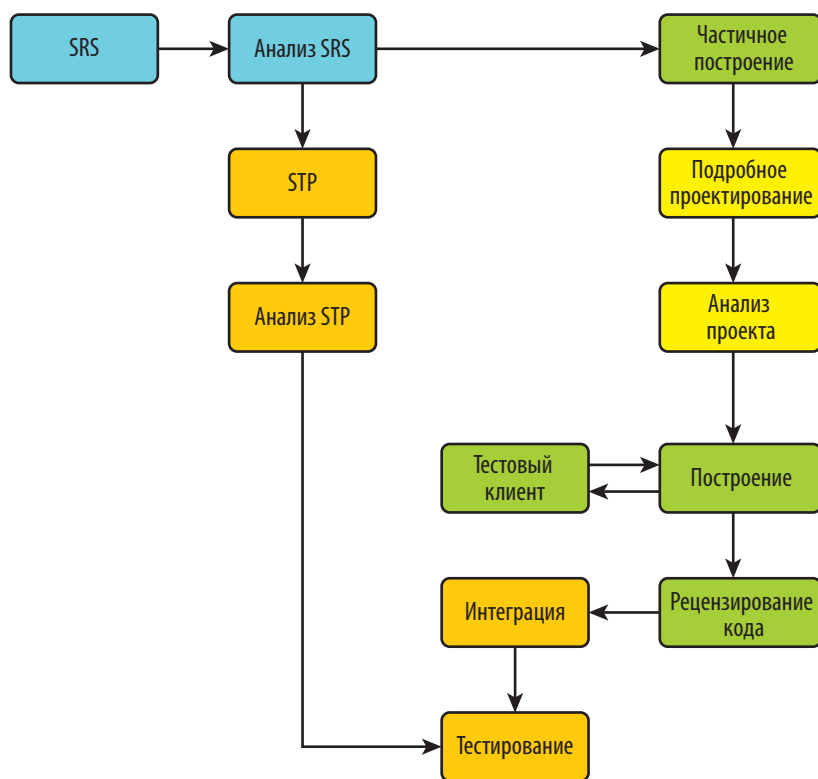 SRS
Анализ SRS
Частичное
построение
STP
Подробное
проектирование
Анализ STP
Анализ
проекта
Тестовый
клиент
Построение
Интеграция
Рецензирование
кода
Тестирование